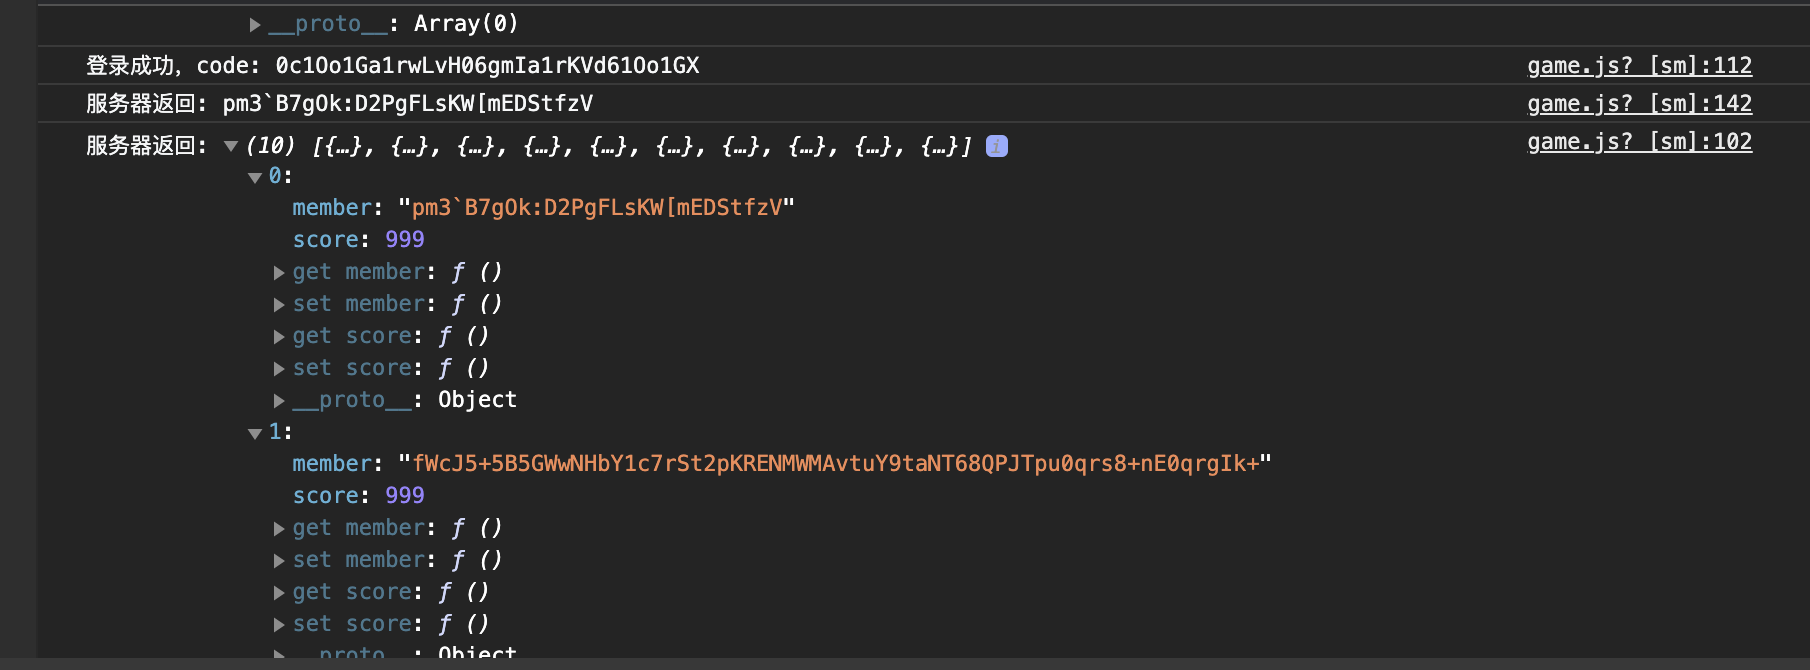 ▶ __proto__: Array(0)
登录成功, code: 0c1Oo1Ga1rwLvH06gmIa1rKVd61Oo1GX game.js? [sm]:112
服务器返回: pm3`B7gOk:D2PgFLsKW[mEDStfzV game.js? [sm]:142
服务器返回: ▼(10) [{…}, {…}, {…}, {…}, {…}, {…}, {…}, {…}, {…}, {…}] i game.js? [sm]:102
▼0:
member: "pm3`B7gOk:D2PgFLsKW[mEDStfzV"
score: 999
▶ get member: ƒ ()
▶ set member: ƒ ()
▶ get score: ƒ ()
▶ set score: ƒ ()
▶ __proto__: Object
▼1:
member: "fWcJ5+5B5GWwNHbY1c7rSt2pKRENMWMAvtuY9taNT68QPJTpu0qrs8+nE0qrgIk+"
score: 999
▶ get member: ƒ ()
▶ set member: ƒ ()
▶ get score: ƒ ()
▶ set score: ƒ ()
▶ __proto__: Object